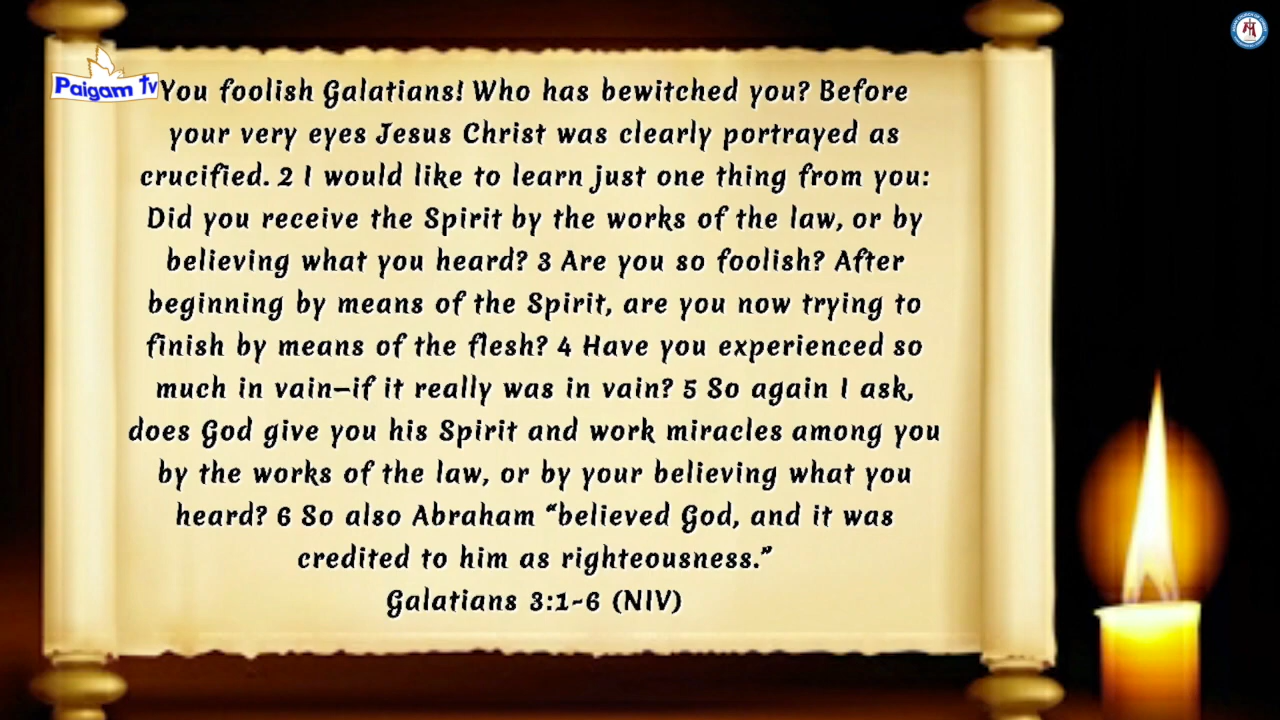 Paigam Tv
You foolish Galatians! Who has bewitched you? Before
your very eyes Jesus Christ was clearly portrayed as
crucified. 2 I would like to learn just one thing from you:
Did you receive the Spirit by the works of the law, or by
believing what you heard? 3 Are you so foolish? After
beginning by means of the Spirit, are you now trying to
finish by means of the flesh? 4 Have you experienced so
much in vain—if it really was in vain? 5 So again I ask,
does God give you his Spirit and work miracles among you
by the works of the law, or by your believing what you
heard? 6 So also Abraham “believed God, and it was
credited to him as righteousness.”
Galatians 3:1-6 (NIV)